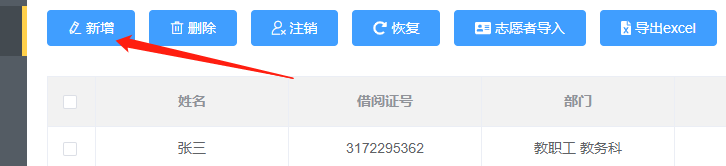 新增 删除 注销 恢复 志愿者导入 导出excel
姓名 借阅证号 部门
张三 3172295362 教职工 教务科